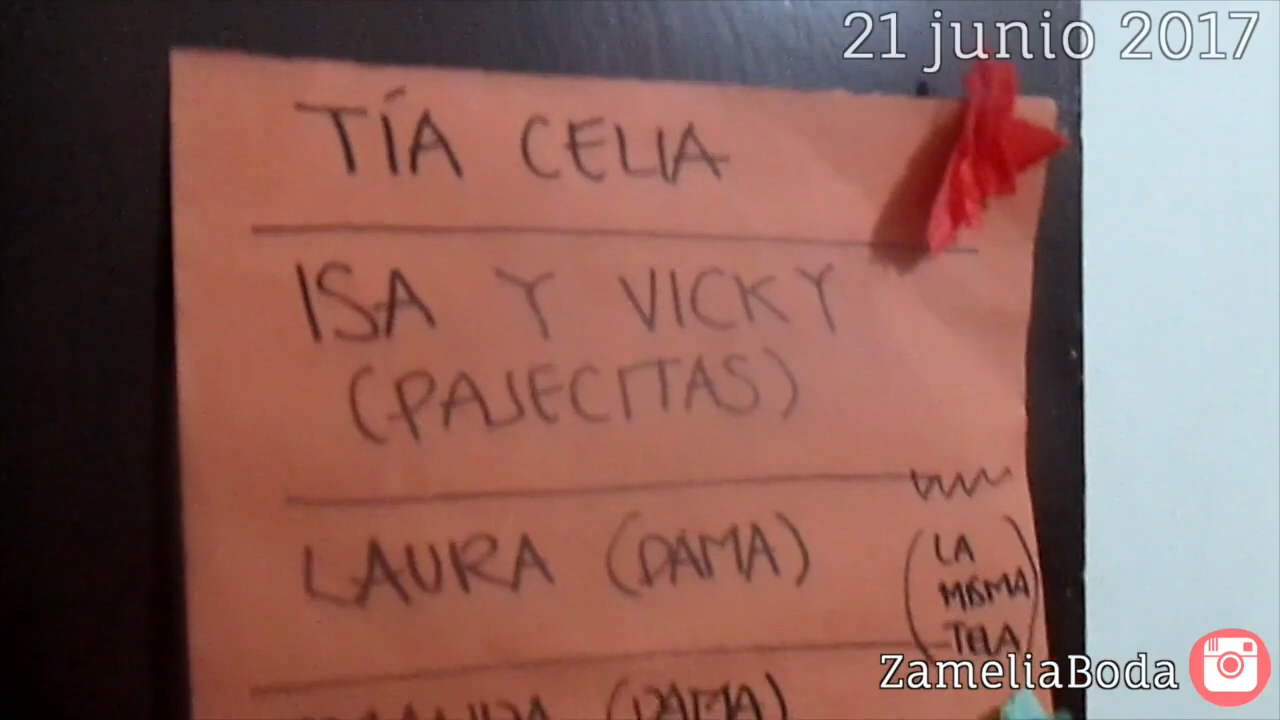 21 junio 2017
TÍA CELIA
ISA Y VICKY
(PAJECITAS)
LAURA (DAMA)
(LA
MISMA
TELA
(DAMA)
ZameliaBoda